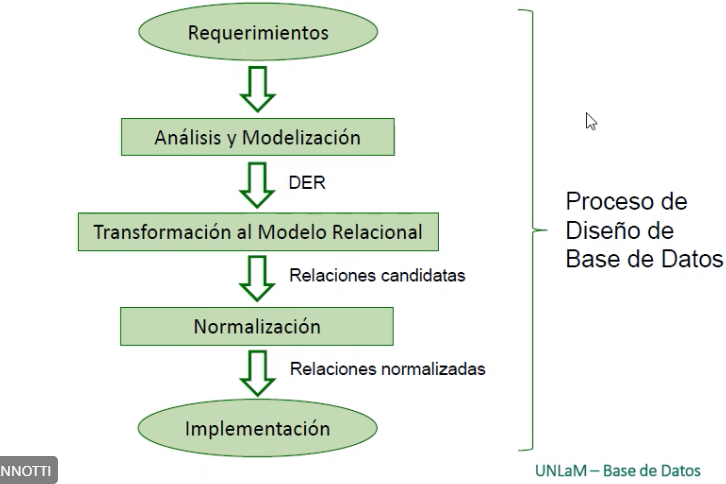 Requerimientos
Análisis y Modelización
DER
Transformación al Modelo Relacional
Relaciones candidatas
Normalización
Relaciones normalizadas
Implementación
Proceso de
Diseño de
Base de Datos
NNOTTI
UNLaM – Base de Datos